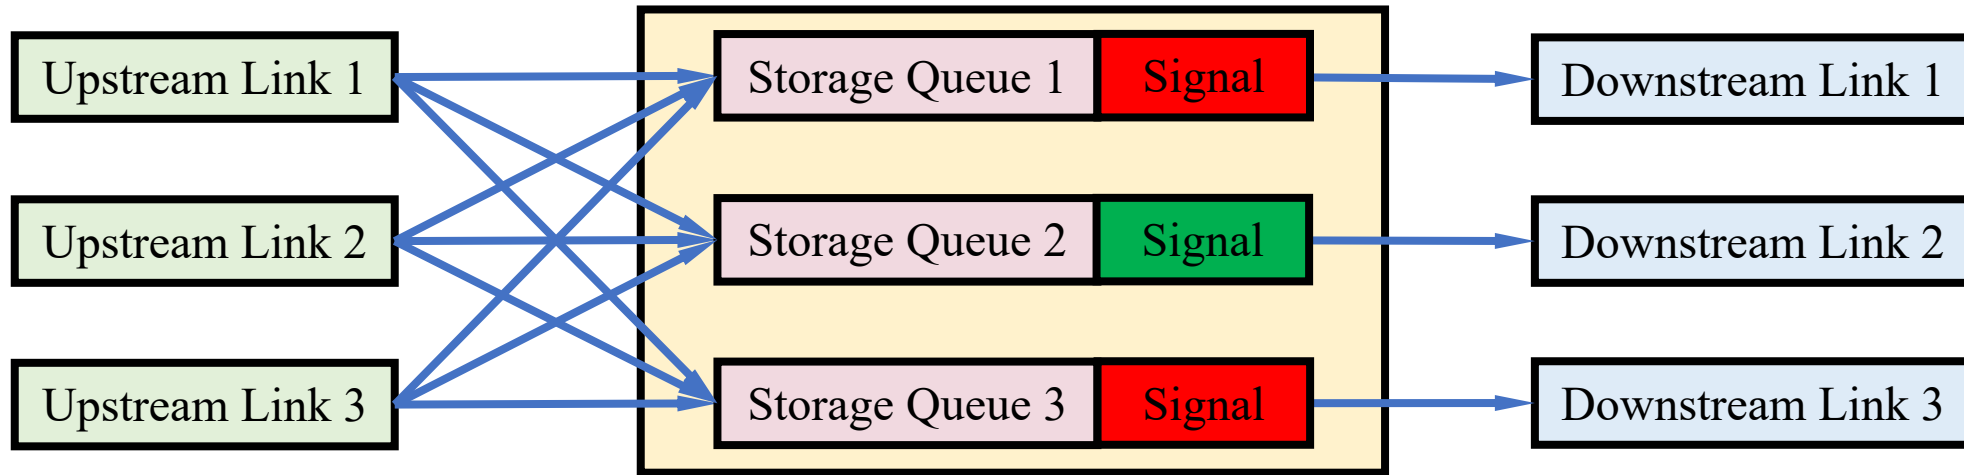 Upstream Link 1
Storage Queue 1
Signal
Downstream Link 1
Upstream Link 2
Storage Queue 2
Signal
Downstream Link 2
Upstream Link 3
Storage Queue 3
Signal
Downstream Link 3